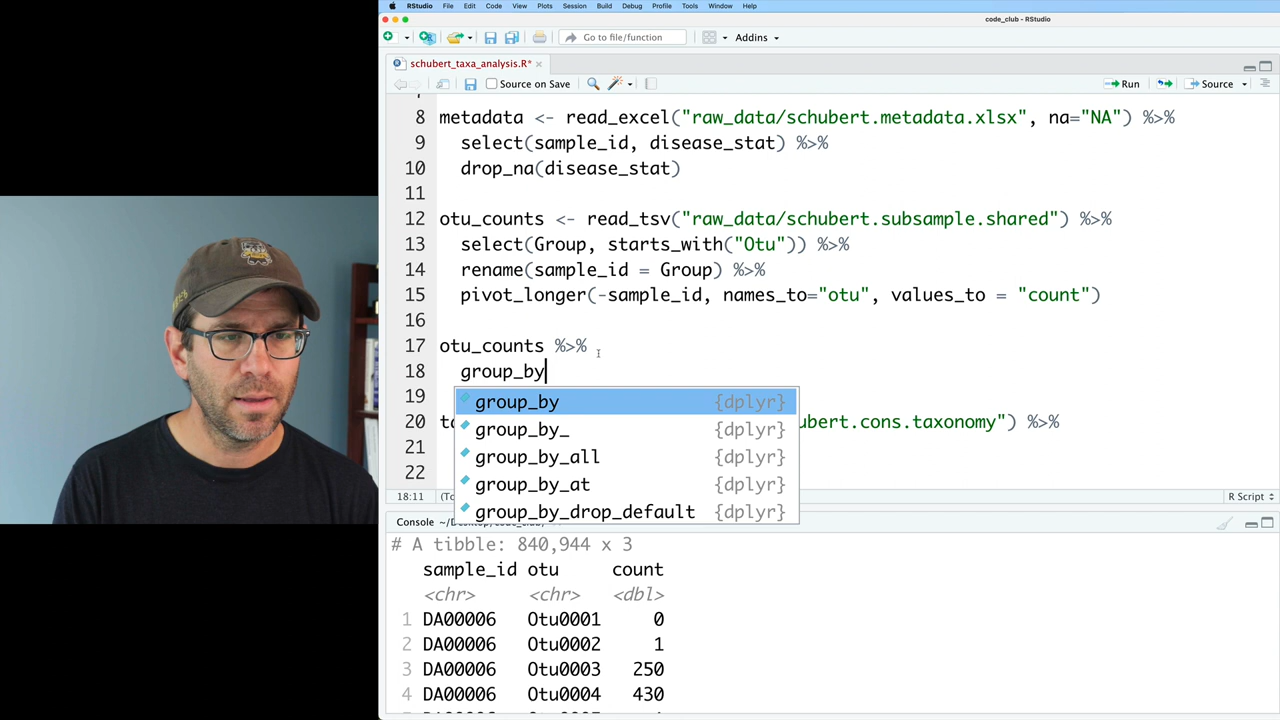 RStudio File Edit Code View Plots Session Build Debug Profile Tools Window Help
code_club - RStudio
Go to file/function Addins
schubert_taxa_analysis.R*
Source on Save Run Source
8 metadata <- read_excel("raw_data/schubert.metadata.xlsx", na="NA") %>%
9 select(sample_id, disease_stat) %>%
10 drop_na(disease_stat)
11
12 otu_counts <- read_tsv("raw_data/schubert.subsample.shared") %>%
13 select(Group, starts_with("Otu")) %>%
14 rename(sample_id = Group) %>%
15 pivot_longer(-sample_id, names_to="otu", values_to = "count")
16
17 otu_counts %>%
18 group_by
19 group_by {dplyr}
group_by_ {dplyr}
20 ubert.cons.taxonomy") %>%
21 group_by_all {dplyr}
22 group_by_at {dplyr}
18:11 R Script
group_by_drop_default {dplyr}
Console ~/Desktop/code_club/
# A tibble: 840,944 x 3
sample_id otu count
<chr> <chr> <dbl>
1 DA00006 Otu0001 0
2 DA00006 Otu0002 1
3 DA00006 Otu0003 250
4 DA00006 Otu0004 430